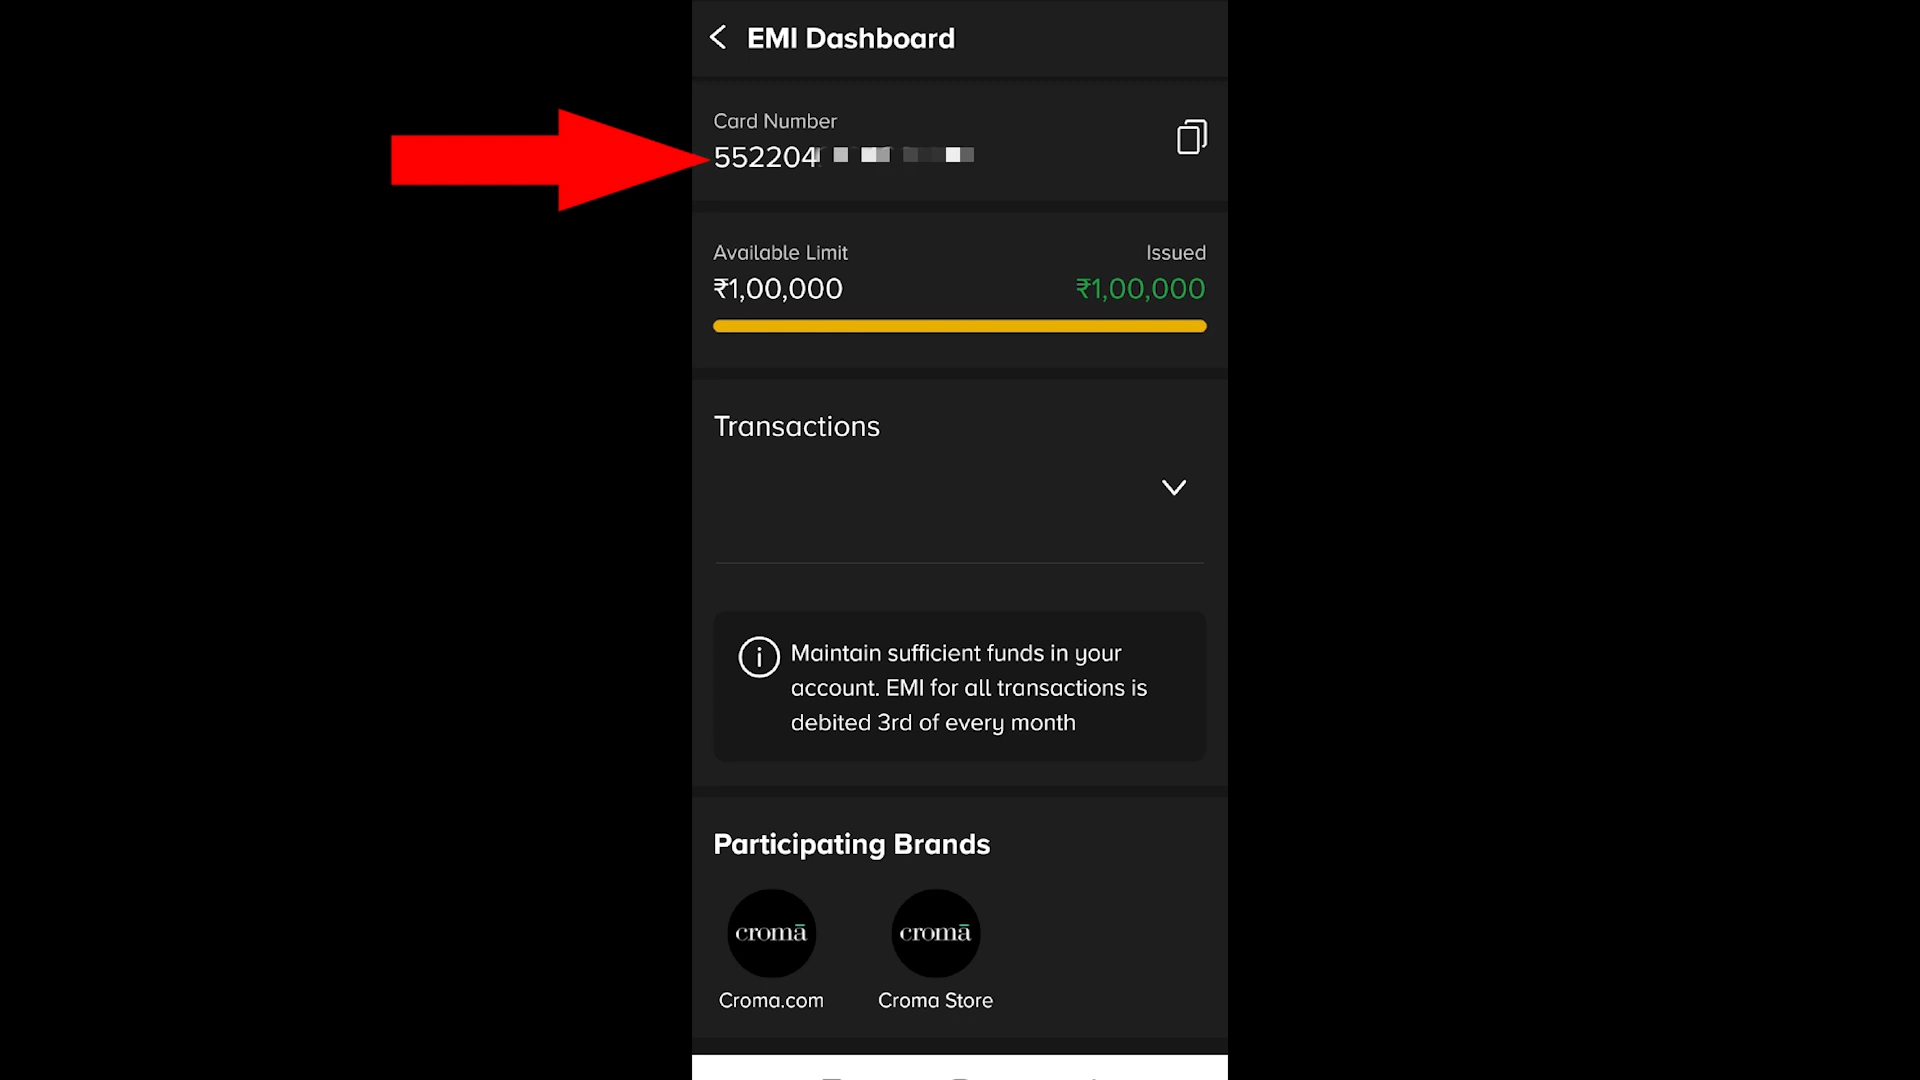 EMI Dashboard
Card Number
552204
Available Limit
Issued
₹1,00,000
₹1,00,000
Transactions
Maintain sufficient funds in your
account. EMI for all transactions is
debited 3rd of every month
Participating Brands
cromā
cromā
Croma.com
Croma Store